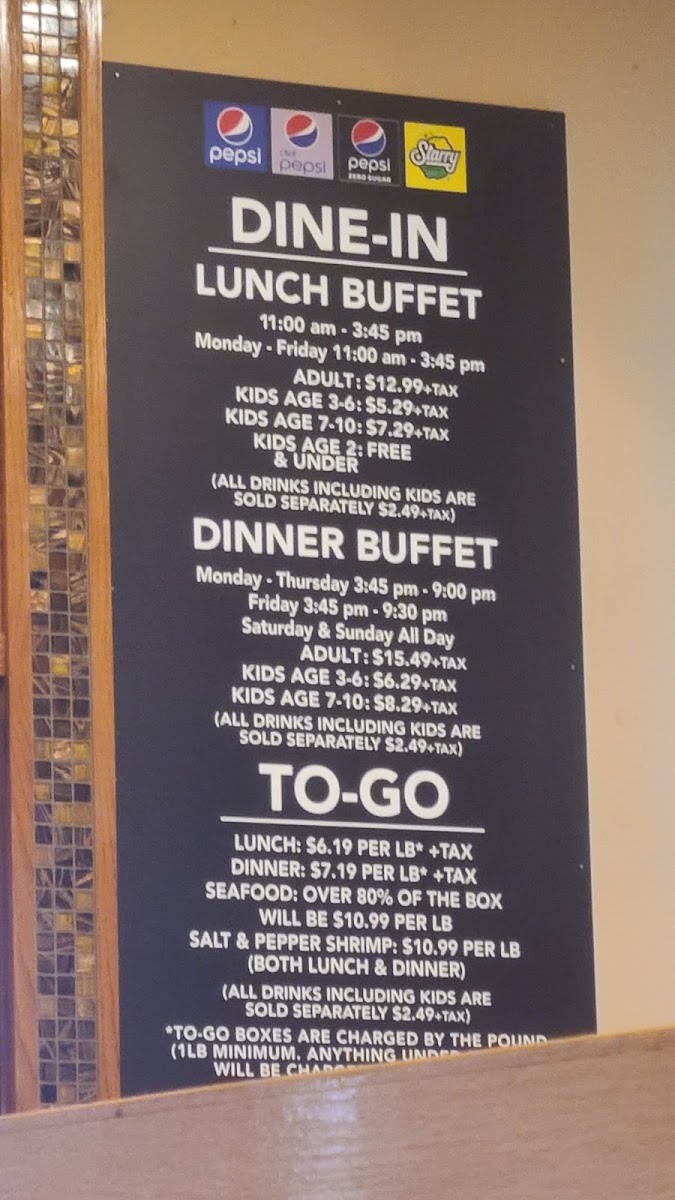 pepsi
diet
pepsi
pepsi
ZERO SUGAR
Starry
DINE-IN
LUNCH BUFFET
11:00 am - 3:45 pm
Monday - Friday 11:00 am - 3:45 pm
ADULT: $12.99+TAX
KIDS AGE 3-6: $5.29+TAX
KIDS AGE 7-10: $7.29+TAX
KIDS AGE 2: FREE
& UNDER
(ALL DRINKS INCLUDING KIDS ARE
SOLD SEPARATELY $2.49+TAX)
DINNER BUFFET
Monday - Thursday 3:45 pm - 9:00 pm
Friday 3:45 pm - 9:30 pm
Saturday & Sunday All Day
ADULT: $15.49+TAX
KIDS AGE 3-6: $6.29+TAX
KIDS AGE 7-10: $8.29+TAX
(ALL DRINKS INCLUDING KIDS ARE
SOLD SEPARATELY $2.49+TAX)
TO-GO
LUNCH: $6.19 PER LB* +TAX
DINNER: $7.19 PER LB* +TAX
SEAFOOD: OVER 80% OF THE BOX
WILL BE $10.99 PER LB
SALT & PEPPER SHRIMP: $10.99 PER LB
(BOTH LUNCH & DINNER)
(ALL DRINKS INCLUDING KIDS ARE
SOLD SEPARATELY $2.49+TAX)
*TO-GO BOXES ARE CHARGED BY THE POUND
(1LB MINIMUM. ANYTHING
WILL BE